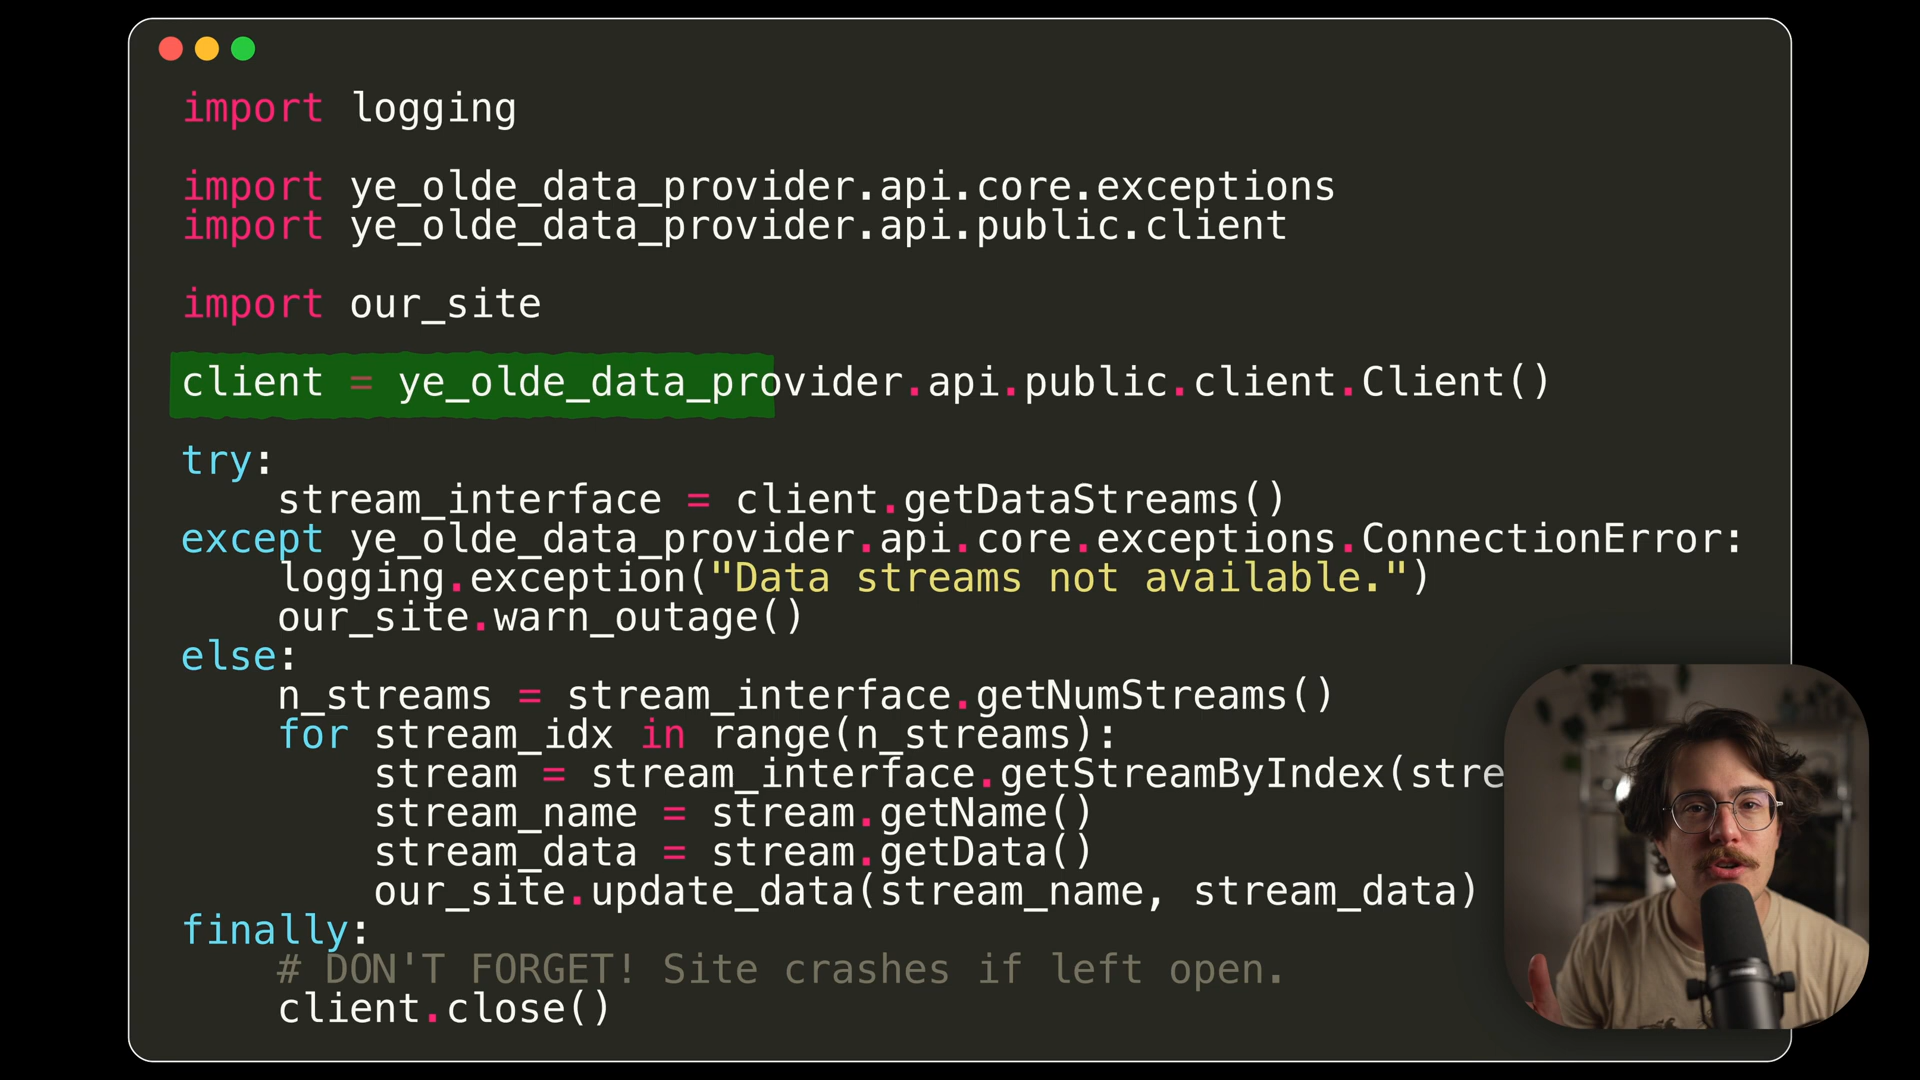 import logging
import ye_olde_data_provider.api.core.exceptions
import ye_olde_data_provider.api.public.client
import our_site
client = ye_olde_data_provider.api.public.client.Client()
try:
    stream_interface = client.getDataStreams()
except ye_olde_data_provider.api.core.exceptions.ConnectionError:
    logging.exception("Data streams not available.")
    our_site.warn_outage()
else:
    n_streams = stream_interface.getNumStreams()
    for stream_idx in range(n_streams):
        stream = stream_interface.getStreamByIndex(stre
        stream_name = stream.getName()
        stream_data = stream.getData()
        our_site.update_data(stream_name, stream_data)
finally:
    # DON'T FORGET! Site crashes if left open.
    client.close()